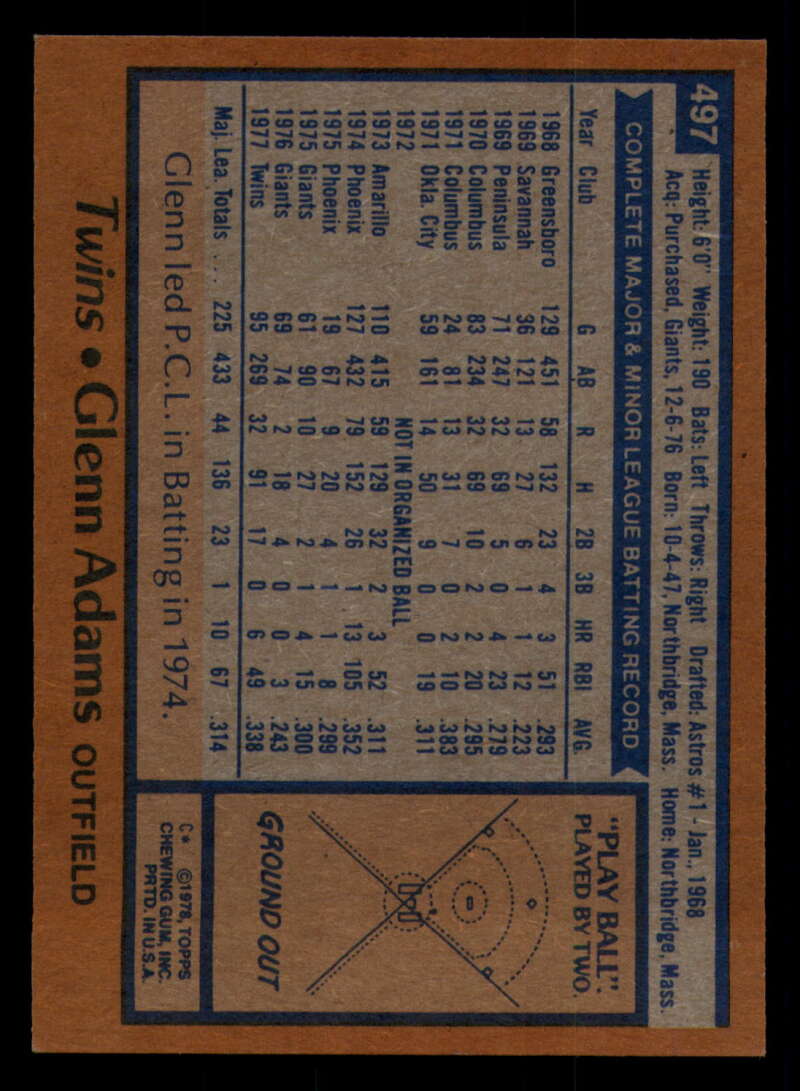 497
Height: 6'0" Weight: 190 Bats: Left Throws: Right Drafted: Astros #1 - Jan., 1968
Acq: Purchased, Giants, 12-6-76 Born: 10-4-47, Northbridge, Mass. Home: Northbridge, Mass.
COMPLETE MAJOR & MINOR LEAGUE BATTING RECORD
Year Club G AB R H 2B 3B HR RBI AVG.
1968 Greensboro 129 451 58 132 23 4 3 51 .293
1969 Savannah 36 121 13 27 6 1 1 12 .223
1969 Peninsula 71 247 32 69 5 0 4 23 .279
1970 Columbus 83 234 32 69 10 2 2 20 .295
1971 Columbus 24 81 13 31 7 0 2 10 .383
1971 Okla. City 59 161 14 50 9 0 0 19 .311
1972 NOT IN ORGANIZED BALL
1973 Amarillo 110 415 59 129 32 2 3 52 .311
1974 Phoenix 127 432 79 152 26 1 13 105 .352
1975 Phoenix 19 67 9 20 4 1 1 8 .299
1975 Giants 61 90 10 27 2 1 4 15 .300
1976 Giants 69 74 2 18 4 0 0 3 .243
1977 Twins 95 269 32 91 17 0 6 49 .338
Maj. Lea. Totals .... 225 433 44 136 23 1 10 67 .314
Glenn led P.C.L. in Batting in 1974.
"PLAY BALL".
PLAYED BY TWO.
GROUND OUT
C* ©1978, TOPPS
CHEWING GUM, INC.
PRTD. IN U.S.A.
Twins • Glenn Adams OUTFIELD